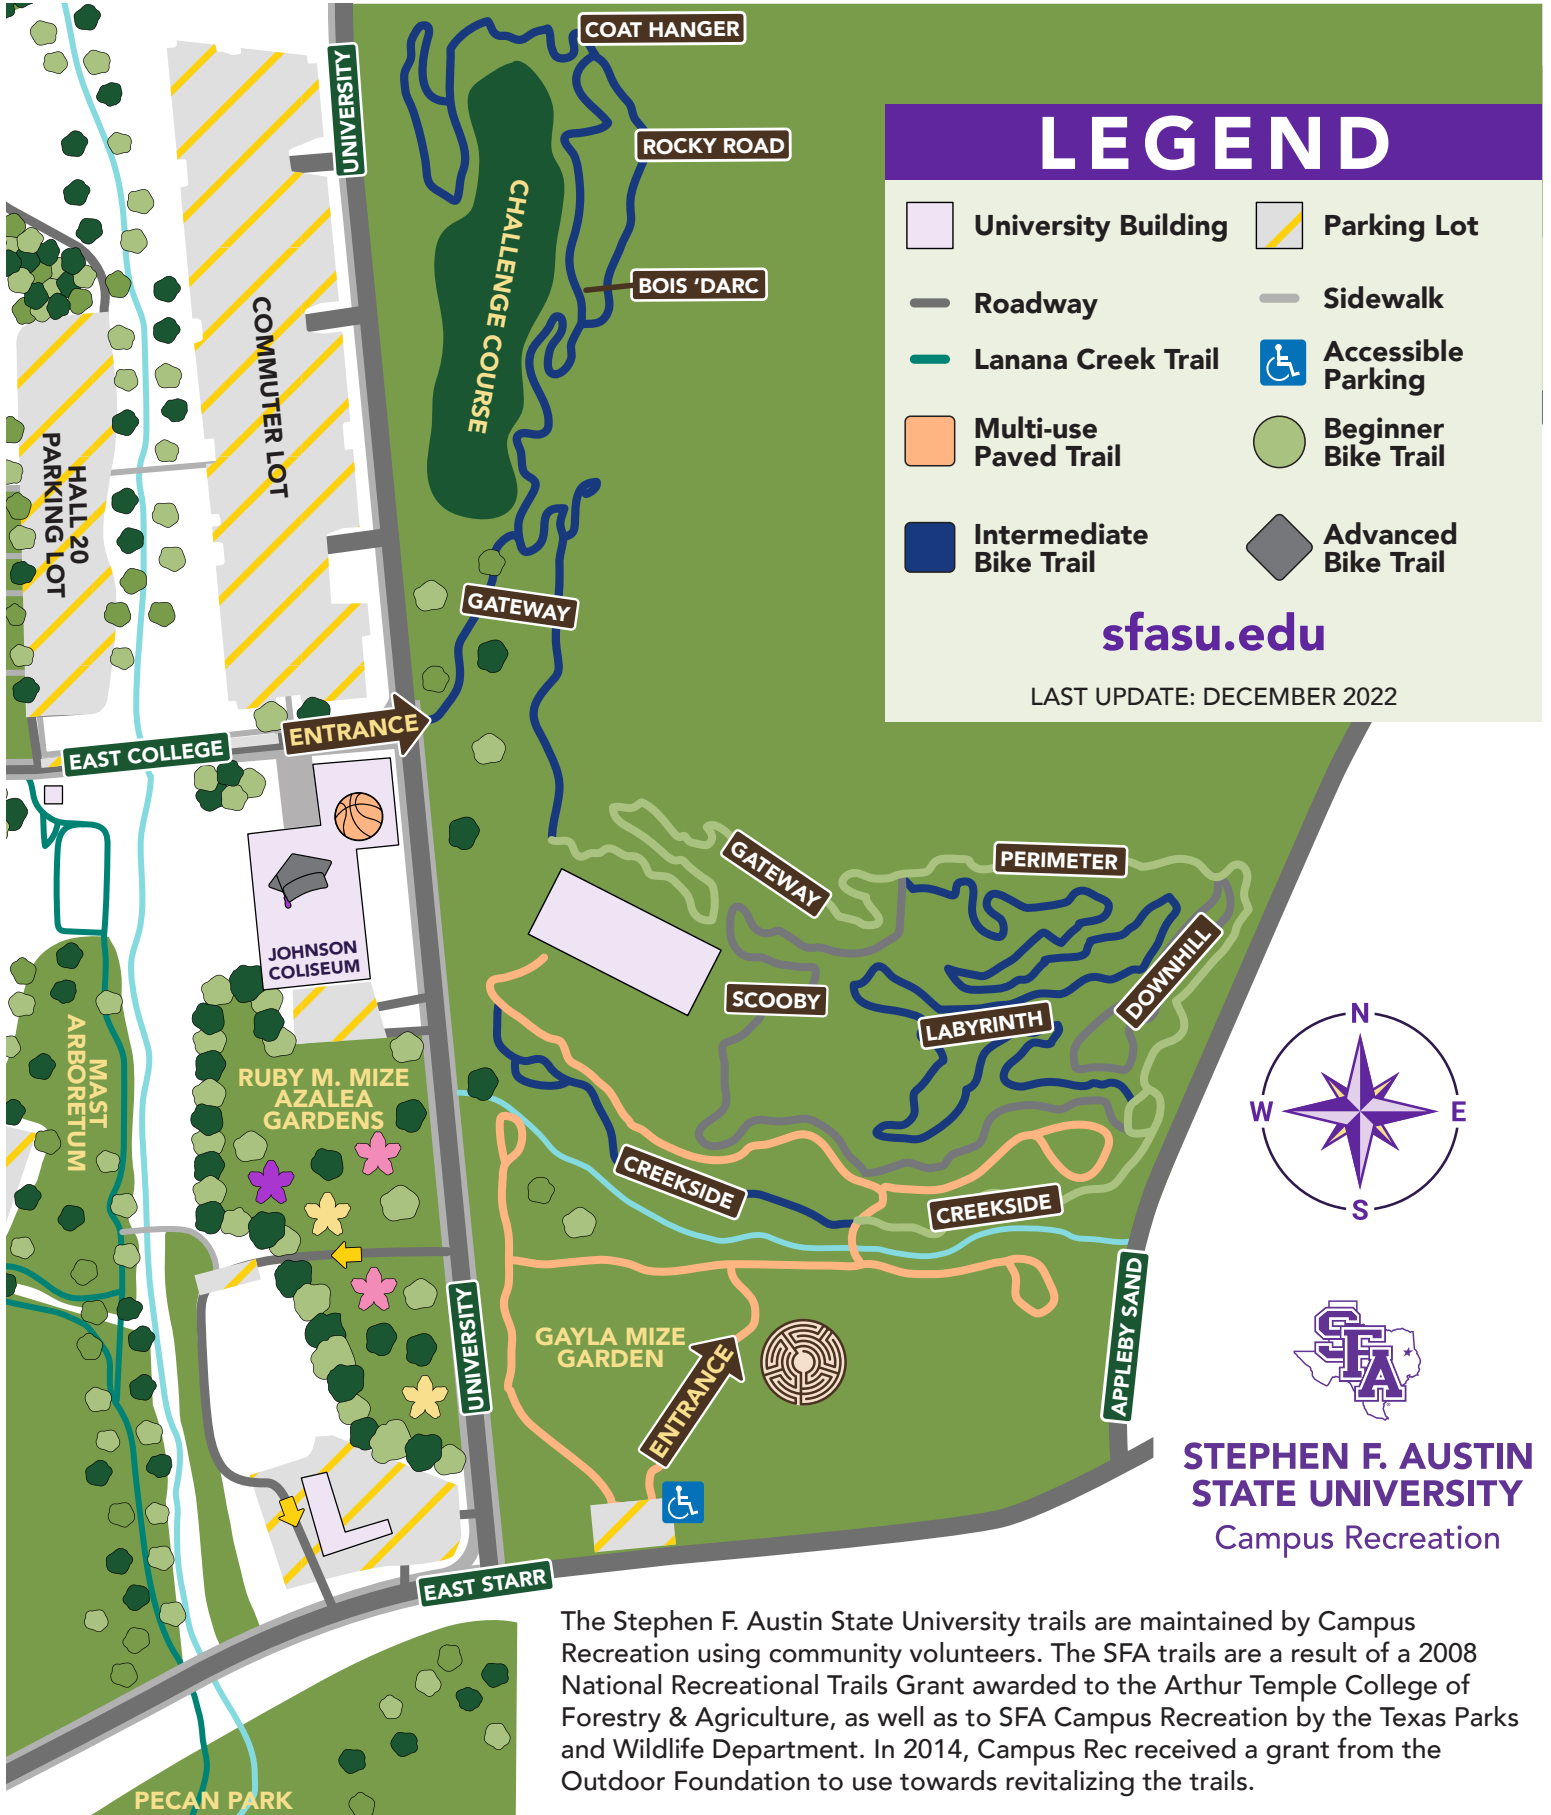 COAT HANGER
UNIVERSITY
ROCKY ROAD
CHALLENGE COURSE
BOIS ‘DARC
COMMUTER LOT
HALL 20
PARKING LOT
GATEWAY
ENTRANCE
EAST COLLEGE
LEGEND
University Building
Parking Lot
Roadway
Sidewalk
Lanana Creek Trail
Accessible
Parking
Multi-use
Paved Trail
Beginner
Bike Trail
Intermediate
Bike Trail
Advanced
Bike Trail
sfasu.edu
LAST UPDATE: DECEMBER 2022
GATEWAY
PERIMETER
JOHNSON
COLISEUM
SCOOBY
DOWNHILL
LABYRINTH
MAST
ARBORETUM
RUBY M. MIZE
AZALEA
GARDENS
CREEKSIDE
CREEKSIDE
N
W
E
S
UNIVERSITY
APPLEBY SAND
GAYLA MIZE
GARDEN
ENTRANCE
SFA
STEPHEN F. AUSTIN
STATE UNIVERSITY
Campus Recreation
EAST STARR
The Stephen F. Austin State University trails are maintained by Campus
Recreation using community volunteers. The SFA trails are a result of a 2008
National Recreational Trails Grant awarded to the Arthur Temple College of
Forestry & Agriculture, as well as to SFA Campus Recreation by the Texas Parks
and Wildlife Department. In 2014, Campus Rec received a grant from the
Outdoor Foundation to use towards revitalizing the trails.
PECAN PARK